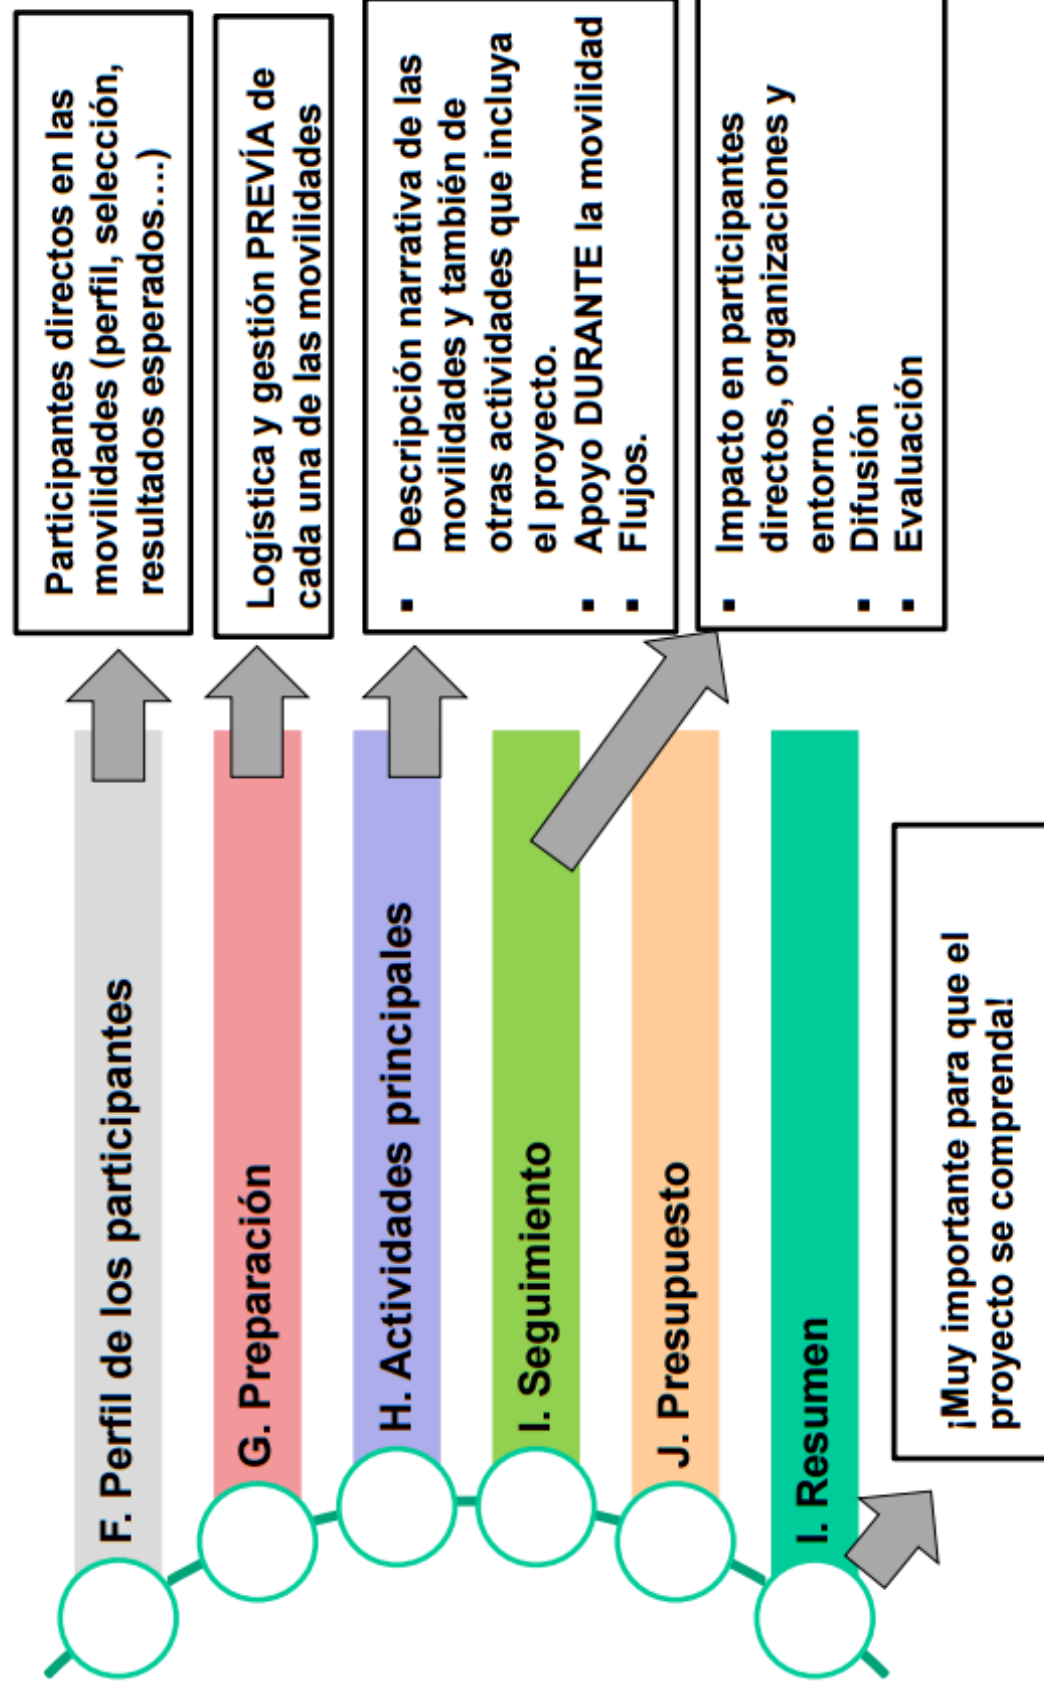 F. Perfil de los participantes
Participantes directos en las
movilidades (perfil, selección,
resultados esperados....)
G. Preparación
Logística y gestión PREVÍA de
cada una de las movilidades
H. Actividades principales
▪ Descripción narrativa de las
movilidades y también de
otras actividades que incluya
el proyecto.
▪ Apoyo DURANTE la movilidad
▪ Flujos.
I. Seguimiento
▪ Impacto en participantes
directos, organizaciones y
entorno.
▪ Difusión
▪ Evaluación
J. Presupuesto
I. Resumen
¡Muy importante para que el
proyecto se comprenda!